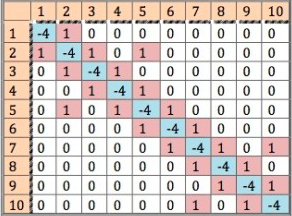 1 2 3 4 5 6 7 8 9 10
1 -4 1 0 0 0 0 0 0 0 0
2 1 -4 1 0 1 0 0 0 0 0
3 0 1 -4 1 0 0 0 0 0 0
4 0 0 1 -4 1 0 0 0 0 0
5 0 1 0 1 -4 1 0 0 0 0
6 0 0 0 0 1 -4 1 0 0 0
7 0 0 0 0 0 1 -4 1 0 1
8 0 0 0 0 0 0 1 -4 1 0
9 0 0 0 0 0 0 0 1 -4 1
10 0 0 0 0 0 0 1 0 1 -4